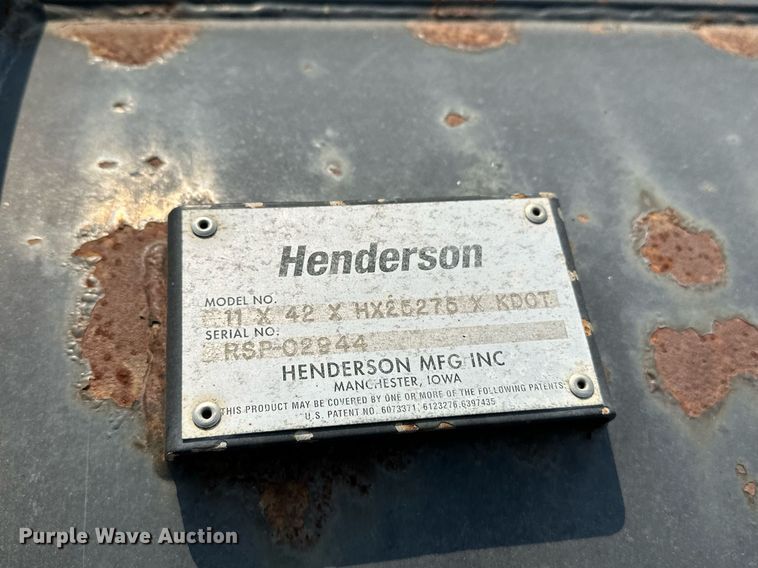 Henderson
MODEL NO.
11 X 42 X HX25275 X KDOT
SERIAL NO.
RSP-02944
HENDERSON MFG INC
MANCHESTER, IOWA
THIS PRODUCT MAY BE COVERED BY ONE OR MORE OF THE FOLLOWING PATENTS:
U.S. PATENT NO. 6073371, 6123276,6397435
Purple Wave Auction